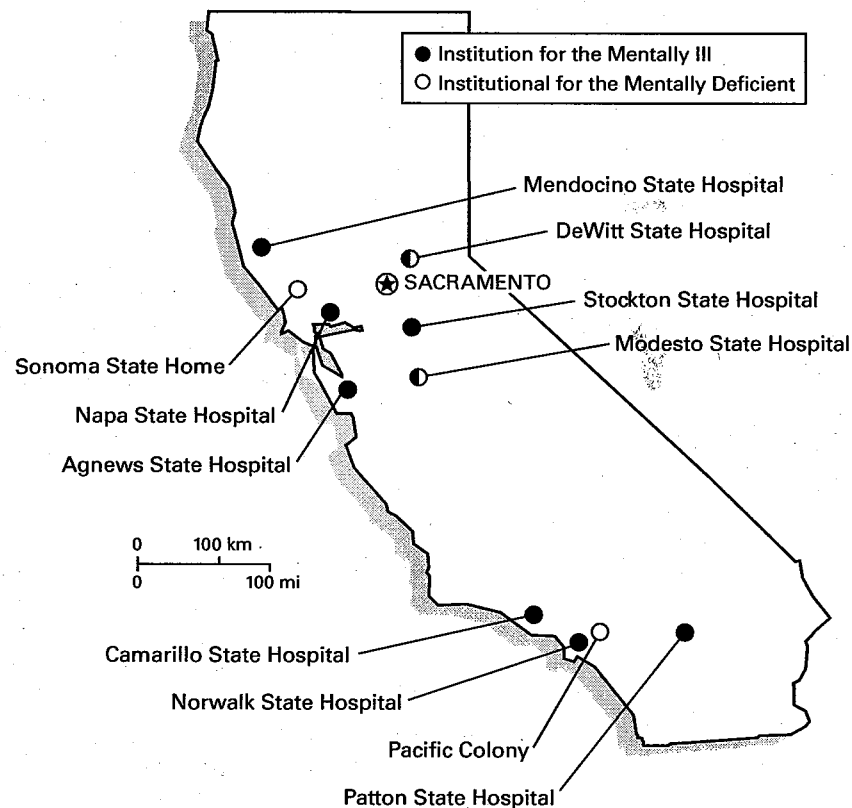 Institution for the Mentally Ill
Institutional for the Mentally Deficient
Mendocino State Hospital
DeWitt State Hospital
SACRAMENTO
Stockton State Hospital
Modesto State Hospital
Sonoma State Home
Napa State Hospital
Agnews State Hospital
0 100 km
0 100 mi
Camarillo State Hospital
Norwalk State Hospital
Pacific Colony
Patton State Hospital